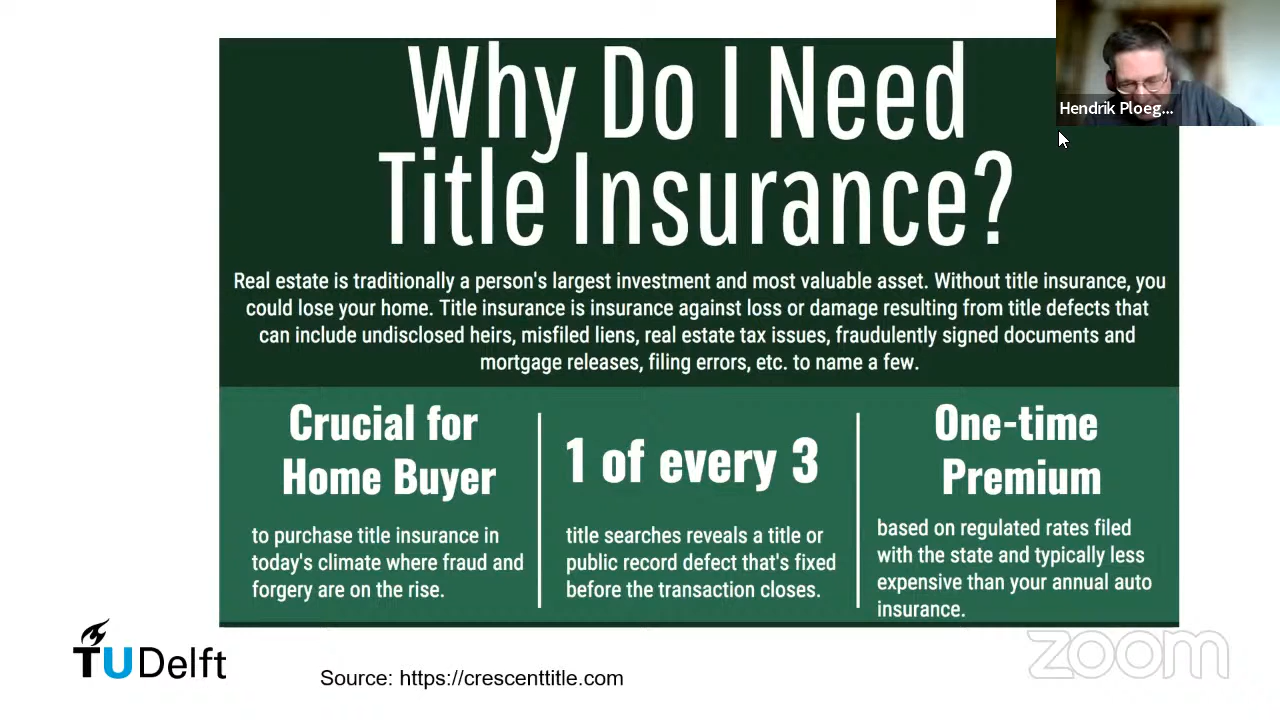 Why Do I Need
Title Insurance?
Hendrik Ploeg...
Real estate is traditionally a person's largest investment and most valuable asset. Without title insurance, you
could lose your home. Title insurance is insurance against loss or damage resulting from title defects that
can include undisclosed heirs, misfiled liens, real estate tax issues, fraudulently signed documents and
mortgage releases, filing errors, etc. to name a few.
Crucial for
Home Buyer
to purchase title insurance in
today's climate where fraud and
forgery are on the rise.
1 of every 3
title searches reveals a title or
public record defect that's fixed
before the transaction closes.
One-time
Premium
based on regulated rates filed
with the state and typically less
expensive than your annual auto
insurance.
TUDelft
Source: https://crescenttitle.com
zoom